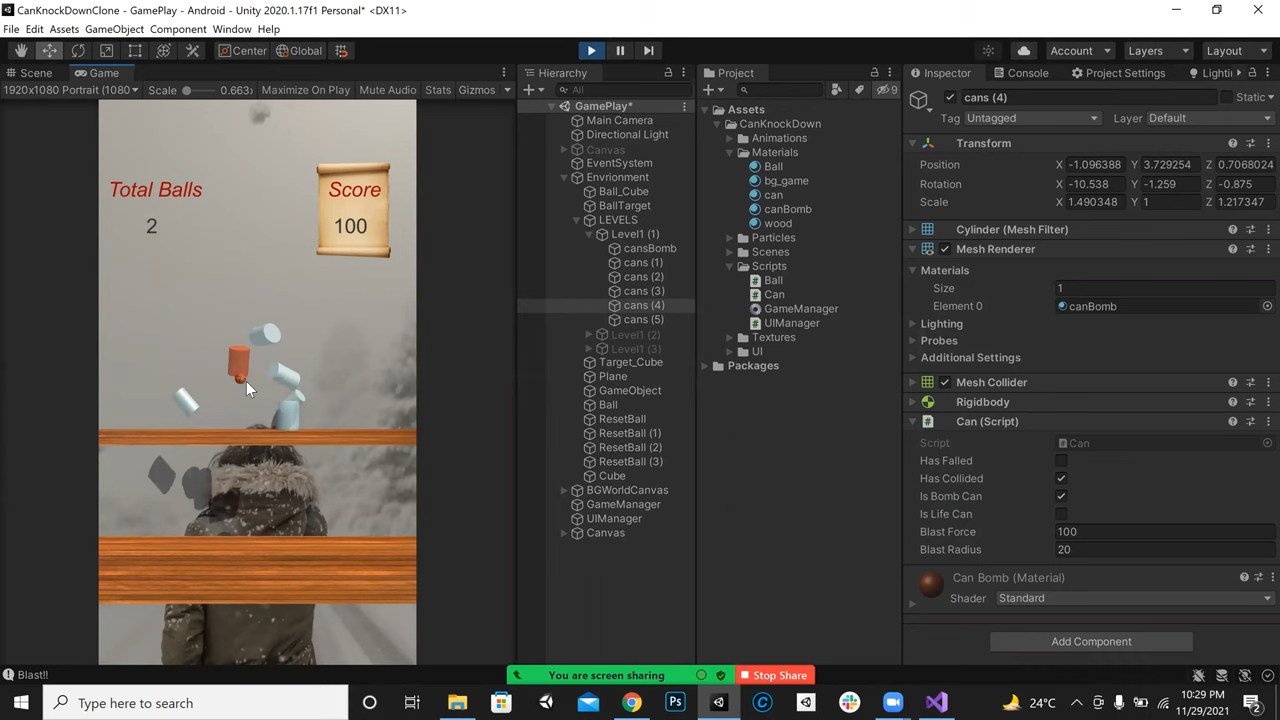 CanKnockDownClone - GamePlay - Android - Unity 2020.1.17f1 Personal* <DX11>
File Edit Assets GameObject Component Window Help
Center Global Account Layers Layout
Scene Game
1920x1080 Portrait (1080 Scale 0.663x Maximize On Play Mute Audio Stats Gizmos
Total Balls
2
Score
100
Hierarchy
All
GamePlay*
Main Camera
Directional Light
Canvas
EventSystem
Envrionment
Ball_Cube
BallTarget
LEVELS
Level1 (1)
cansBomb
cans (1)
cans (2)
cans (3)
cans (4)
cans (5)
Level1 (2)
Level1 (3)
Target_Cube
Plane
GameObject
Ball
ResetBall
ResetBall (1)
ResetBall (2)
ResetBall (3)
Cube
BGWorldCanvas
GameManager
UIManager
Canvas
Project
9
Assets
CanKnockDown
Animations
Materials
Ball
bg_game
can
canBomb
wood
Particles
Scenes
Scripts
Ball
Can
GameManager
UIManager
Textures
UI
Packages
Inspector Console Project Settings Lighti
cans (4) Static
Tag Untagged Layer Default
Transform
Position X -1.096388 Y 3.729254 Z 0.7068024
Rotation X -10.538 Y -1.259 Z -0.875
Scale X 1.490348 Y 1 Z 1.217347
Cylinder (Mesh Filter)
Mesh Renderer
Materials
Size 1
Element 0 canBomb
Lighting
Probes
Additional Settings
Mesh Collider
Rigidbody
Can (Script)
Script Can
Has Falled
Has Collided
Is Bomb Can
Is Life Can
Blast Force 100
Blast Radius 20
Can Bomb (Material)
Shader Standard
Add Component
Blast!!
You are screen sharing Stop Share
Type here to search
Ps
24°C
10:29 PM
11/29/2021
2